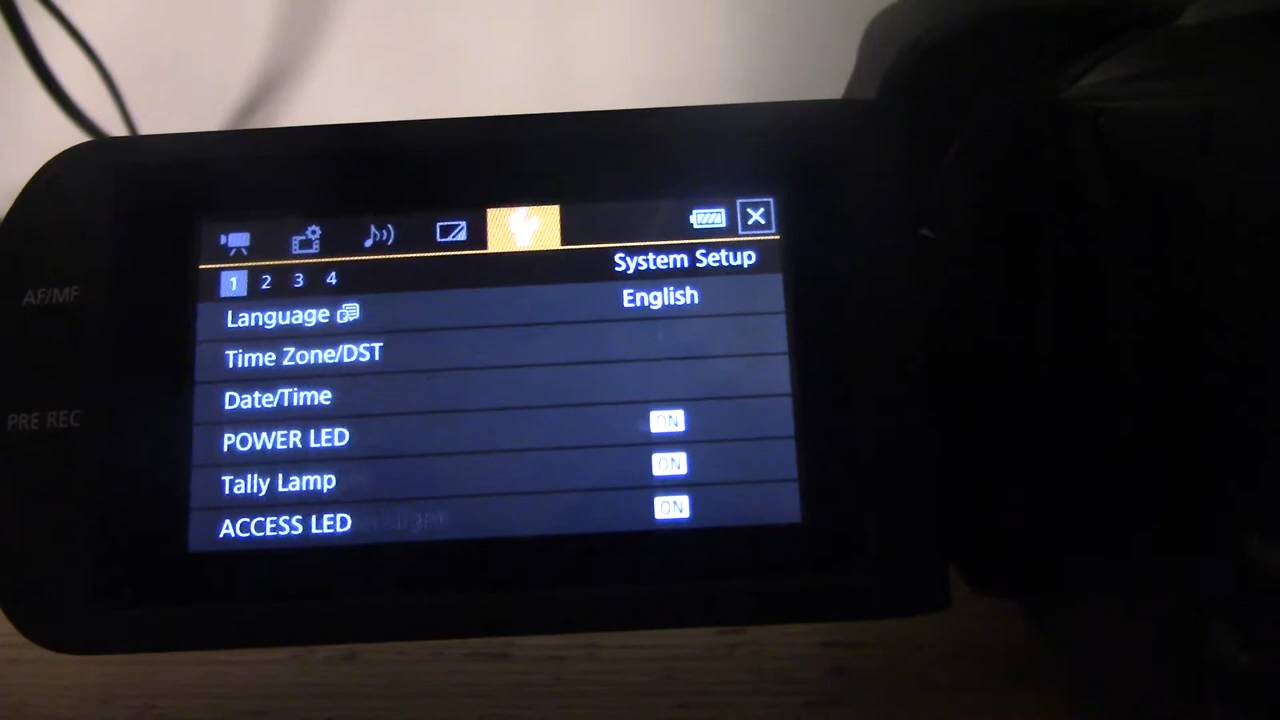 AF/MF
PRE REC
1 2 3 4
System Setup
Language English
Time Zone/DST
Date/Time
POWER LED ON
Tally Lamp ON
ACCESS LED ON